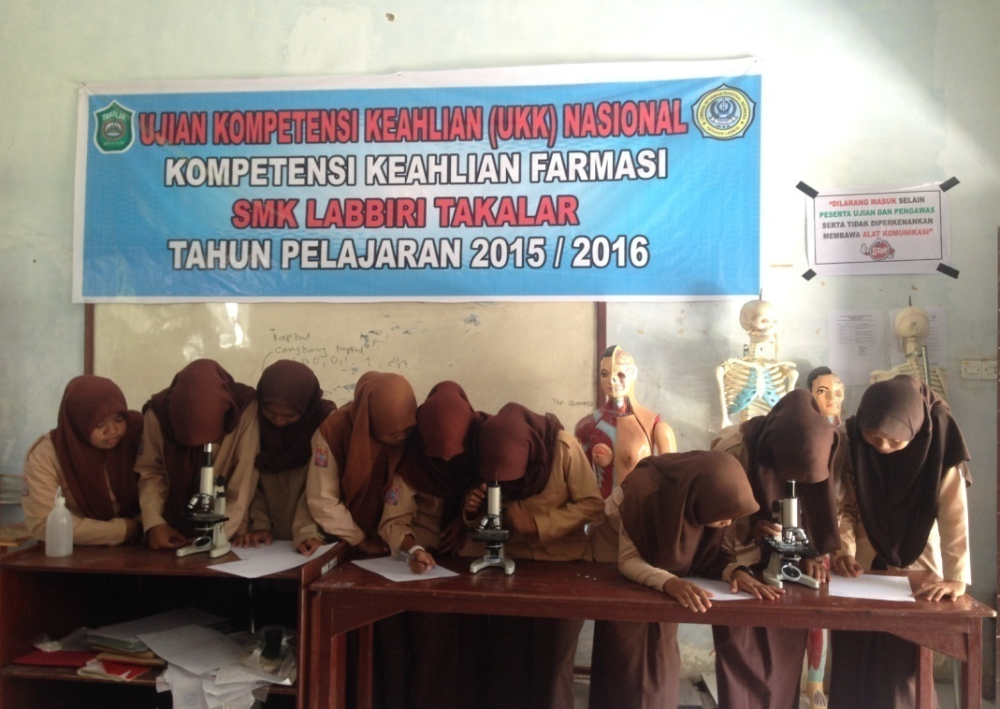 UJIAN KOMPETENSI KEAHLIAN (UKK) NASIONAL
KOMPETENSI KEAHLIAN FARMASI
SMK LABBIRI TAKALAR
TAHUN PELAJARAN 2015 / 2016
TAKALAR
"DILARANG MASUK SELAIN
PESERTA UJIAN DAN PENGAWAS
SERTA TIDAK DIPERKENANKAN
MEMBAWA ALAT KOMUNIKASI"
STOP
Kapsul
Cangkang Kapsul